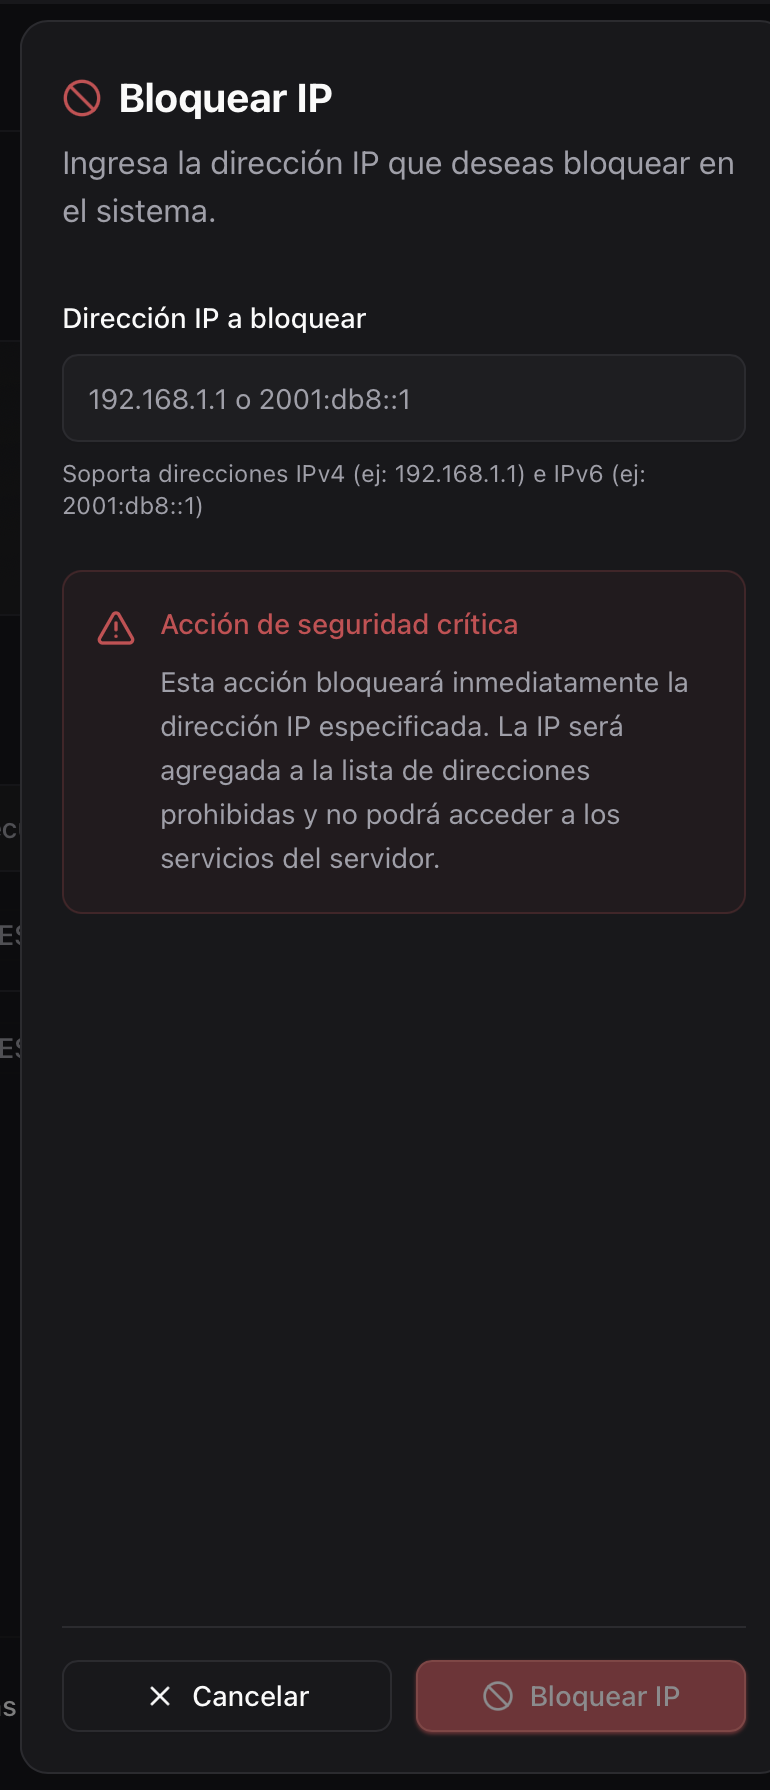 Bloquear IP
Ingresa la dirección IP que deseas bloquear en
el sistema.
Dirección IP a bloquear
192.168.1.1 o 2001:db8::1
Soporta direcciones IPv4 (ej: 192.168.1.1) e IPv6 (ej:
2001:db8::1)
Acción de seguridad crítica
Esta acción bloqueará inmediatamente la
dirección IP especificada. La IP será
agregada a la lista de direcciones
prohibidas y no podrá acceder a los
servicios del servidor.
Cancelar
Bloquear IP